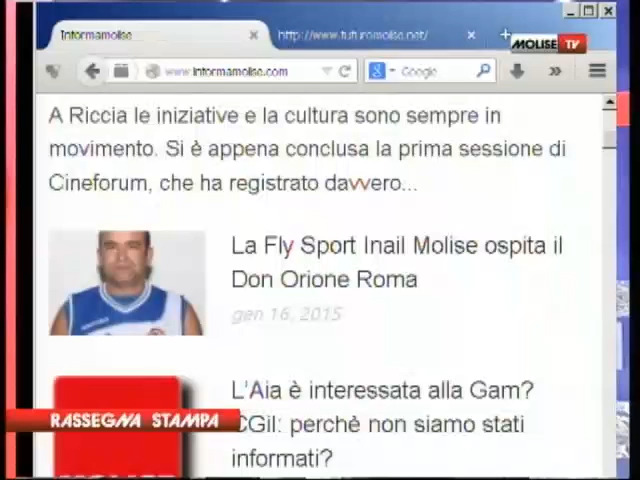 Informamolise
http://www.futuromolise.net/
MOLISE TV
www.informamolise.com
Google
A Riccia le iniziative e la cultura sono sempre in
movimento. Si è appena conclusa la prima sessione di
Cineforum, che ha registrato davvero...
La Fly Sport Inail Molise ospita il
Don Orione Roma
gen 16, 2015
L'Aia è interessata alla Gam?
CGil: perchè non siamo stati
informati?
RASSEGNA STAMPA